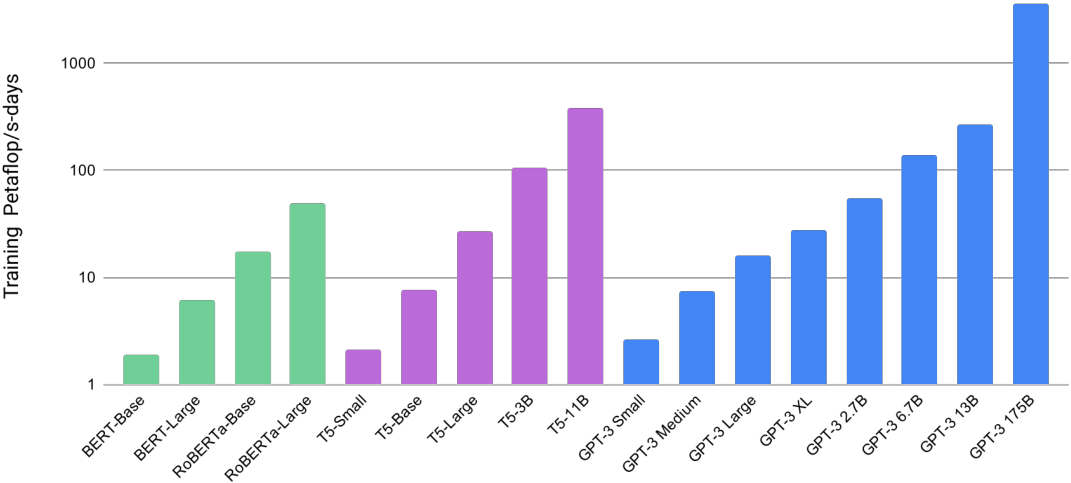 Training Petaflop/s-days
1000
100
10
1
BERT-Base
BERT-Large
RoBERTa-Base
RoBERTa-Large
T5-Small
T5-Base
T5-Large
T5-3B
T5-11B
GPT-3 Small
GPT-3 Medium
GPT-3 Large
GPT-3 XL
GPT-3 2.7B
GPT-3 6.7B
GPT-3 13B
GPT-3 175B